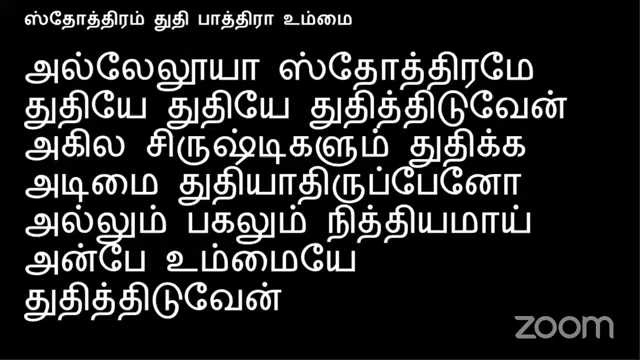 ஸ்தோத்திரம் துதி பாத்திரா உம்மை
அல்லேலூயா ஸ்தோத்திரமே
துதியே துதியே துதித்திடுவேன்
அகில சிருஷ்டிகளும் துதிக்க
அடிமை துதியாதிருப்பேனோ
அல்லும் பகலும் நித்தியமாய்
அன்பே உம்மையே
துதித்திடுவேன்
zoom